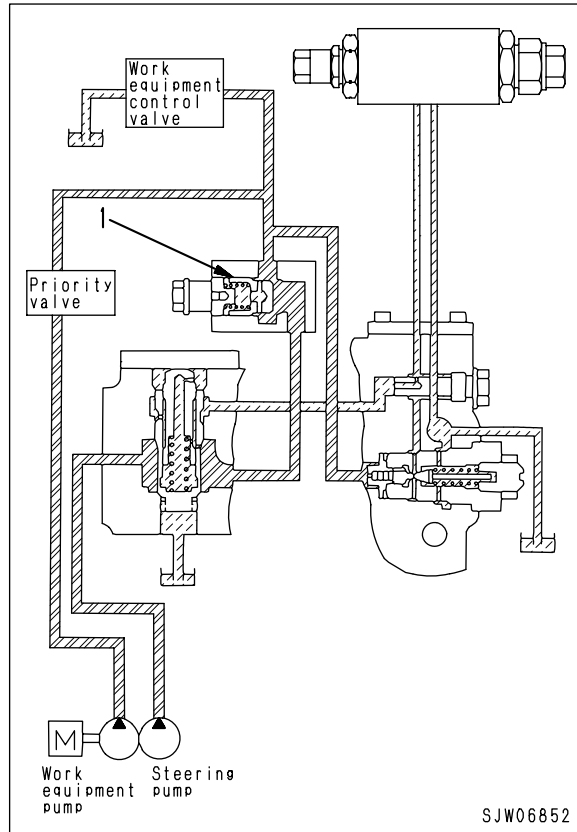 Work
equipment
control
valve
1
Priority
valve
M
Work
equipment
pump
Steering
pump
SJW06852